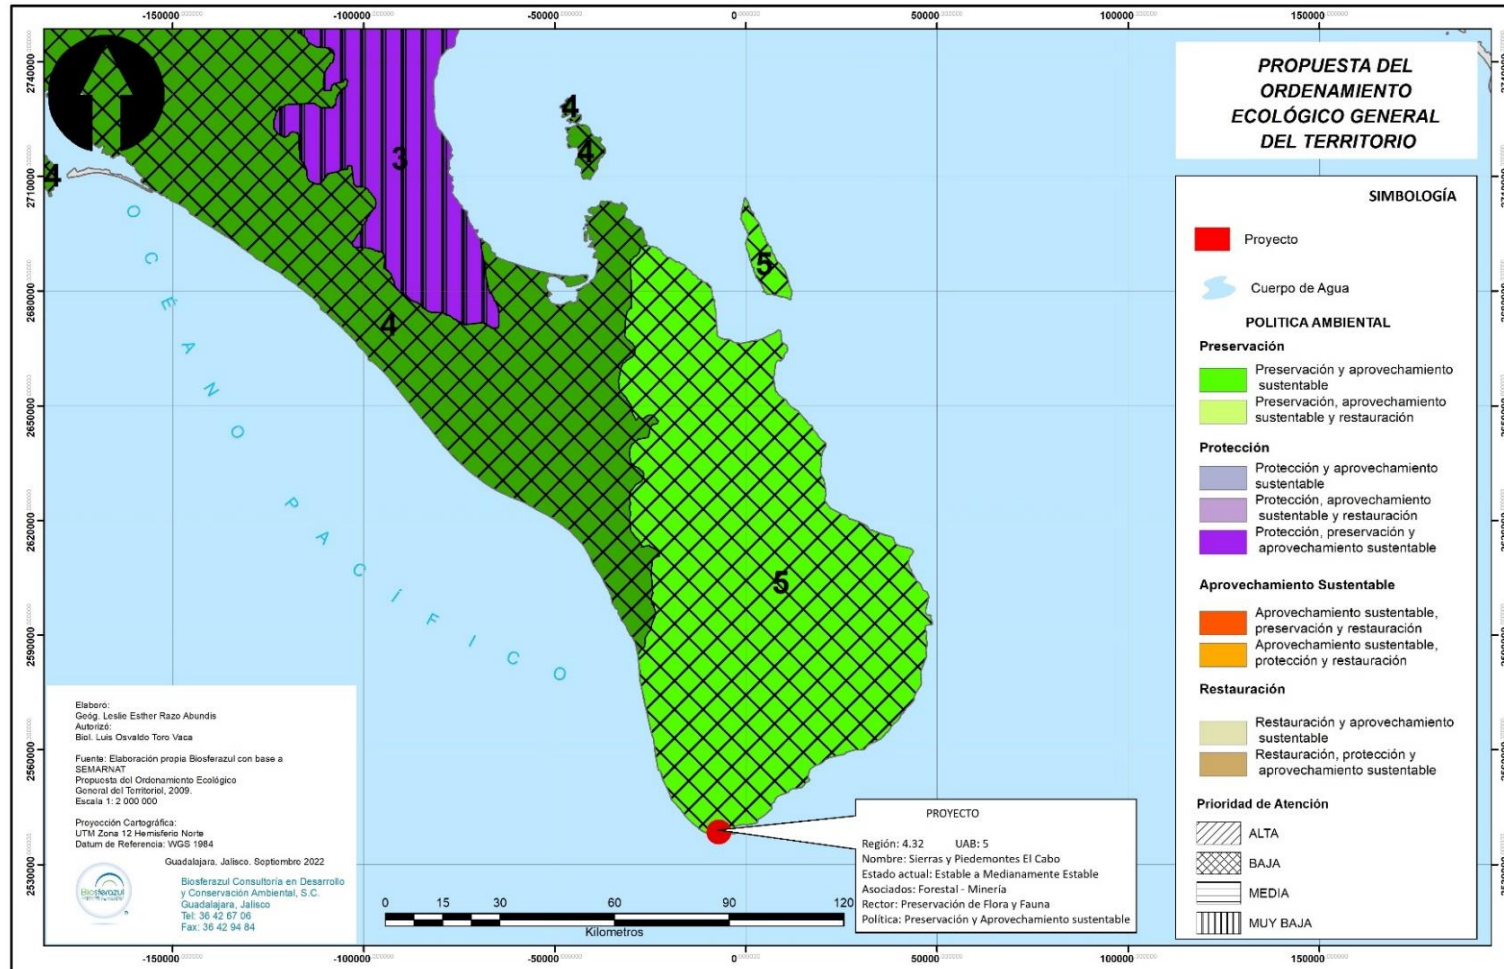 -150000 -100000 -50000 0 50000 100000 150000
2740000
2710000
2680000
2650000
2620000
2590000
2560000
2530000
4
3
4
4
4
5
5
O C É A N O P A C Í F I C O
PROPUESTA DEL
ORDENAMIENTO
ECOLÓGICO GENERAL
DEL TERRITORIO
SIMBOLOGÍA
Proyecto
Cuerpo de Agua
POLITICA AMBIENTAL
Preservación
Preservación y aprovechamiento
sustentable
Preservación, aprovechamiento
sustentable y restauración
Protección
Protección y aprovechamiento
sustentable
Protección, aprovechamiento
sustentable y restauración
Protección, preservación y
aprovechamiento sustentable
Aprovechamiento Sustentable
Aprovechamiento sustentable,
preservación y restauración
Aprovechamiento sustentable,
protección y restauración
Restauración
Restauración y aprovechamiento
sustentable
Restauración, protección y
aprovechamiento sustentable
Prioridad de Atención
ALTA
BAJA
MEDIA
MUY BAJA
PROYECTO
Región: 4.32 UAB: 5
Nombre: Sierras y Piedemontes El Cabo
Estado actual: Estable a Medianamente Estable
Asociados: Forestal - Minería
Rector: Preservación de Flora y Fauna
Política: Preservación y Aprovechamiento sustentable
0 15 30 60 90 120
Kilometros
Elaboró:
Geóg. Leslie Esther Razo Abundis
Autorizó:
Biol. Luis Osvaldo Toro Vaca
Fuente: Elaboración propia Biosferazul con base a
SEMARNAT
Propuesta del Ordenamiento Ecológico
General del Territoriol, 2009.
Escala 1: 2 000 000
Proyección Cartográfica:
UTM Zona 12 Hemisferio Norte
Datum de Referencia: WGS 1984
Guadalajara, Jalisco. Septiembre 2022
Biosferazul
Biosferazul Consultoría en Desarrollo
y Conservación Ambiental, S.C.
Guadalajara, Jalisco
Tel: 36 42 67 06
Fax: 36 42 94 84
-150000 -100000 -50000 0 50000 100000 150000